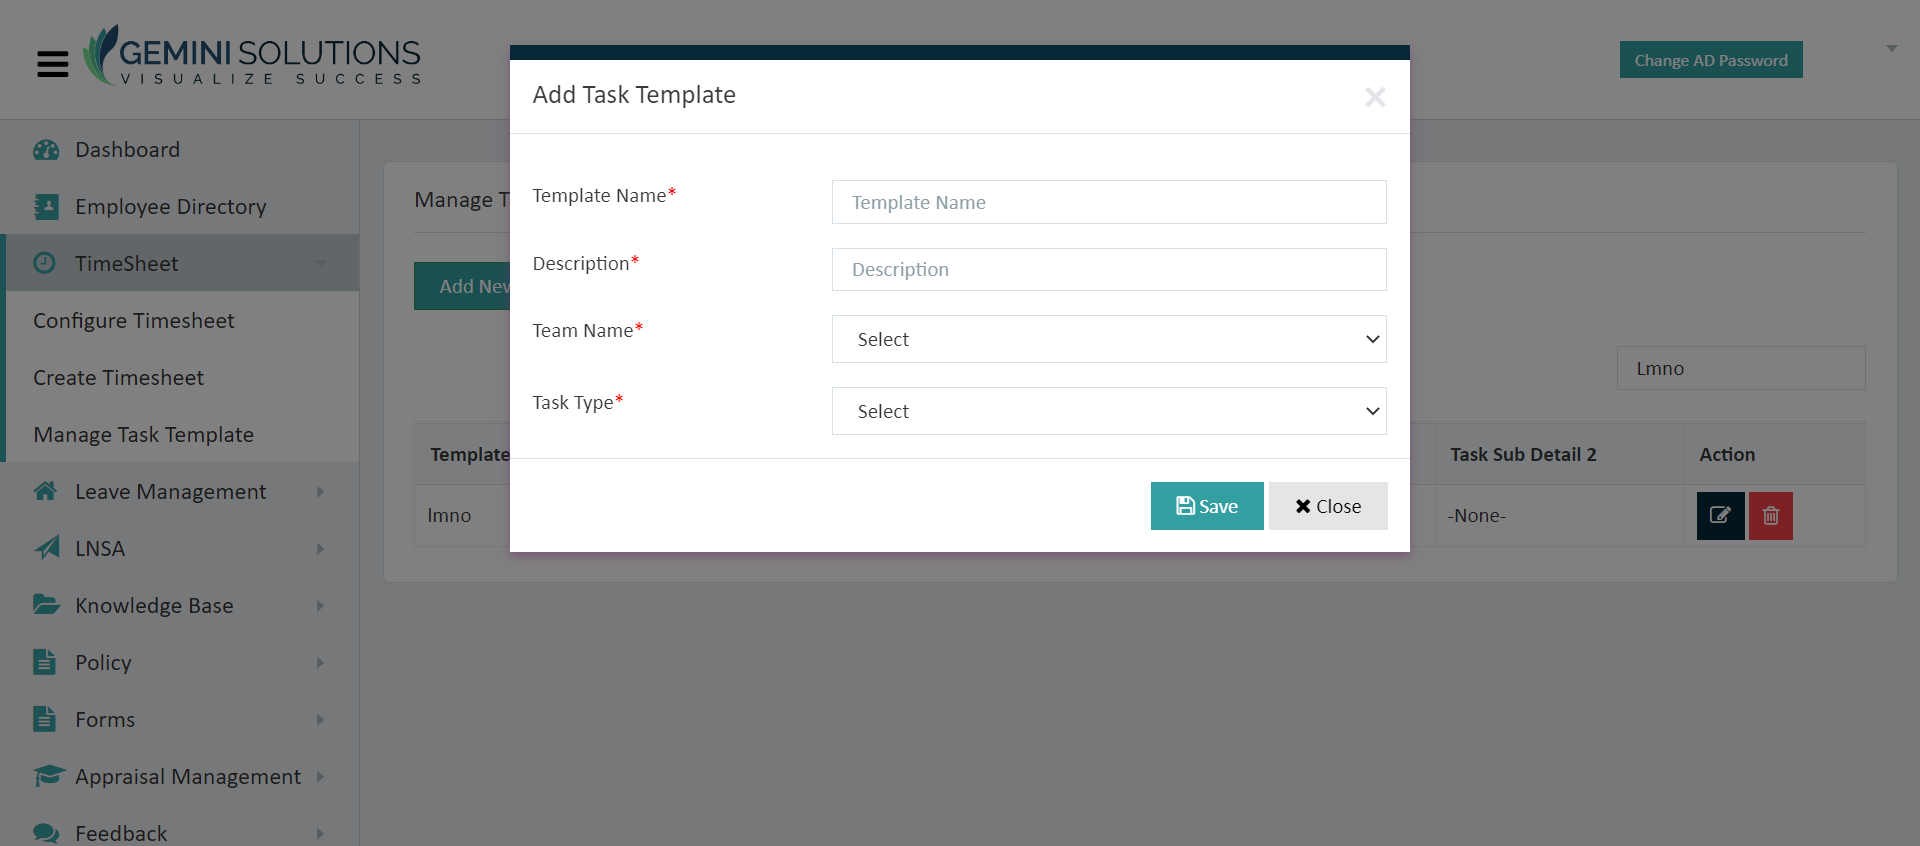 GEMINI SOLUTIONS
VISUALIZE SUCCESS
Change AD Password
Dashboard
Employee Directory
TimeSheet
Configure Timesheet
Create Timesheet
Manage Task Template
Leave Management
LNSA
Knowledge Base
Policy
Forms
Appraisal Management
Feedback
Manage T
Add New
Lmno
Template
Task Sub Detail 2
Action
lmno
-None-
Add Task Template
Template Name*
Template Name
Description*
Description
Team Name*
Select
Task Type*
Select
Save
Close